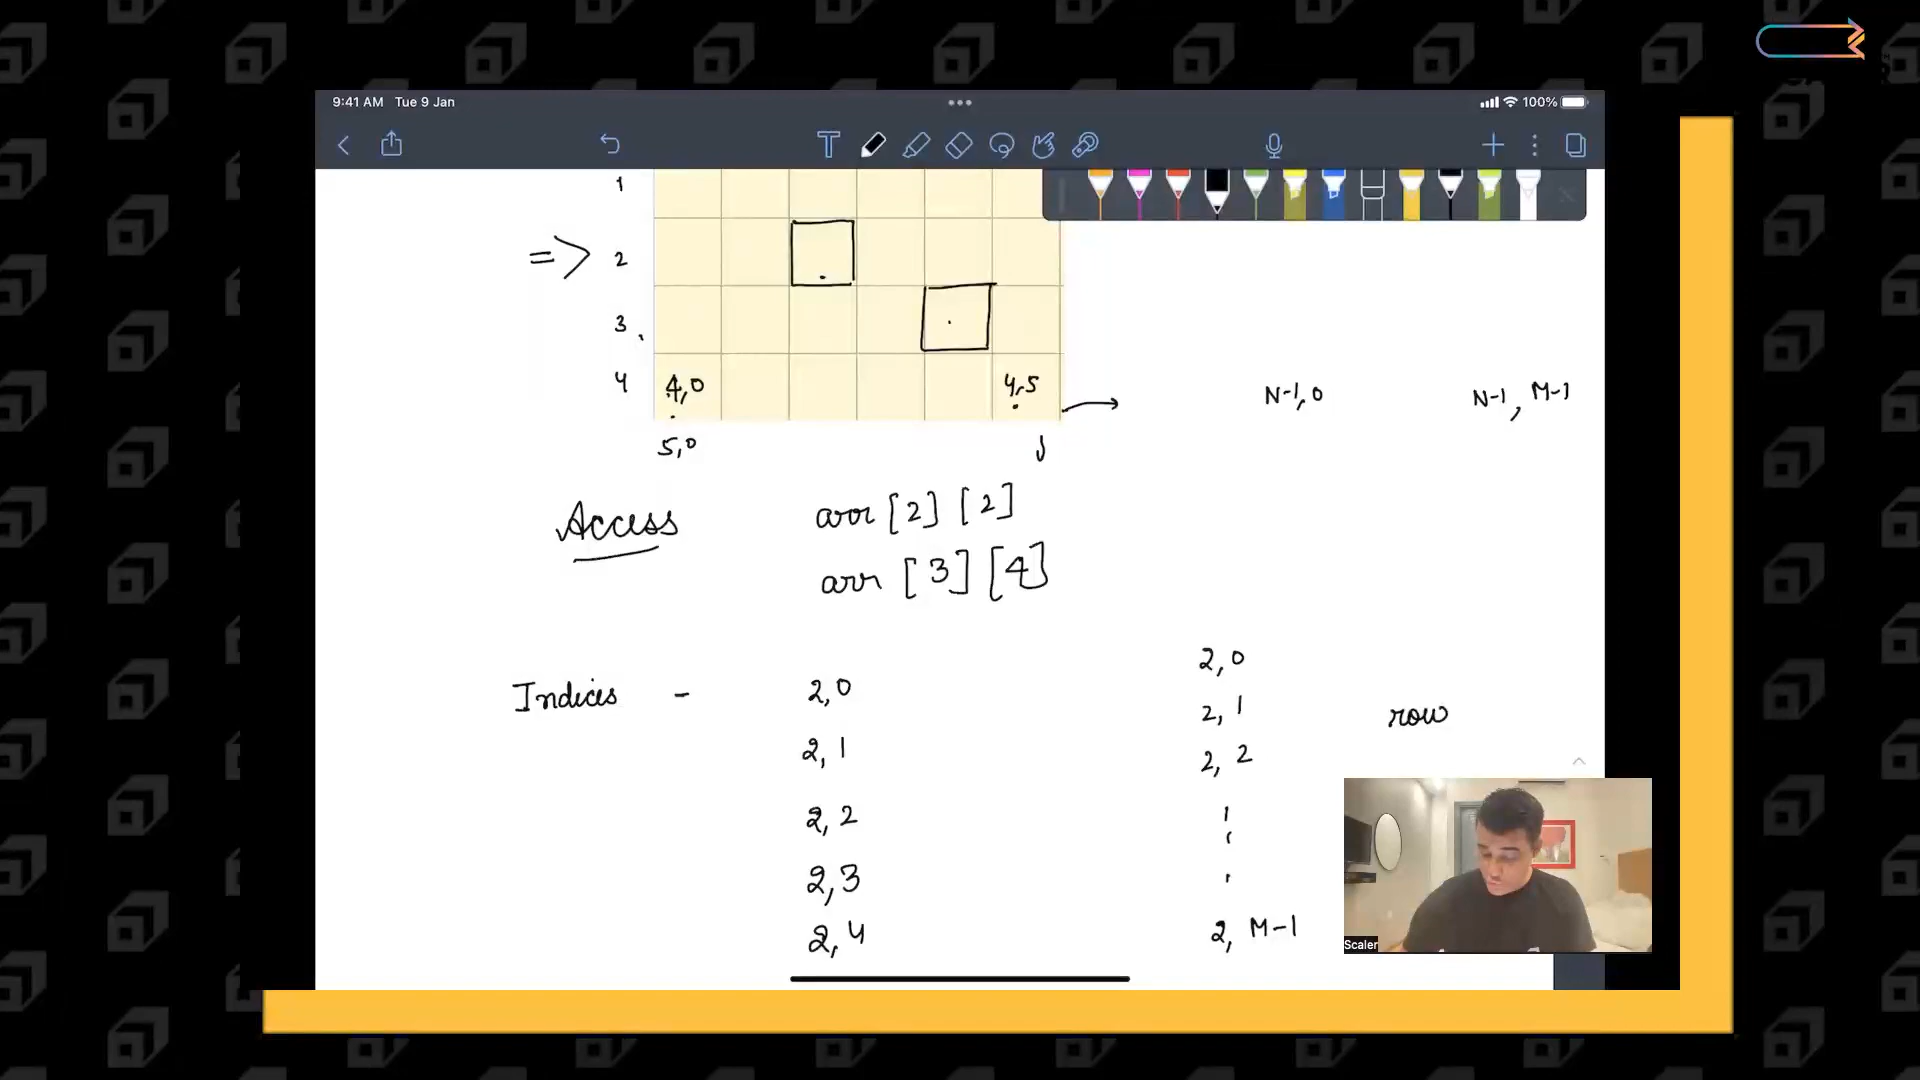 9:41 AM Tue 9 Jan
100%
1
=> 2
3
4 4,0 4,5
N-1,0 N-1, M-1
5,0
Access arr [2] [2]
arr [3] [4]
Indices - 2,0
2,1
2,2
2,3
2,4
2,0
2,1 row
2,2
2, M-1
Scaler